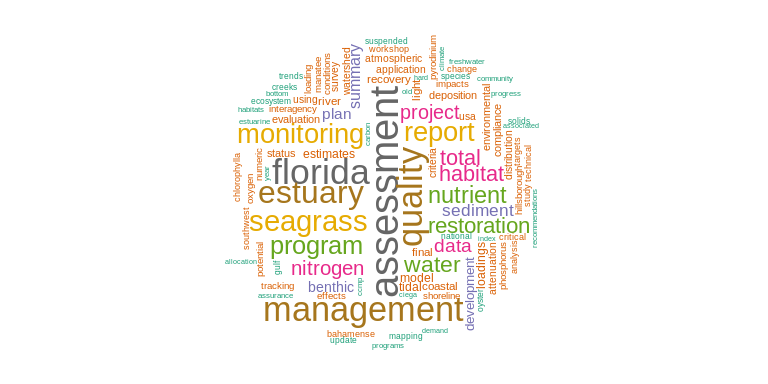 suspended
workshop
atmospheric
application
recovery
hard
old
light
pyrodinium
climate
freshwater
change
species
community
impacts
deposition
progress
summary
watershed
survey
conditions
manatee
loading
trends
creeks
bottom
ecosystem
using
river
habitats
interagency
estuarine
evaluation
plan
project
usa
environmental
compliance
solids
associated
monitoring
carbon
report
status
estimates
florida
assessment
quality
criteria
total
habitat
distribution
targets
technical
study
hillsborough
year
numeric
oxygen
chlorophylla
estuary
nutrient
sediment
seagrass
restoration
recommendations
southwest
program
national
index
critical
data
final
analysis
phosphorus
attenuation
loadings
allocation
potential
gulf
nitrogen
water
model
benthic
ccmp
tidal
coastal
tracking
assurance
effects
ciega
shoreline
development
oyster
management
bahamense
update
demand
mapping
programs